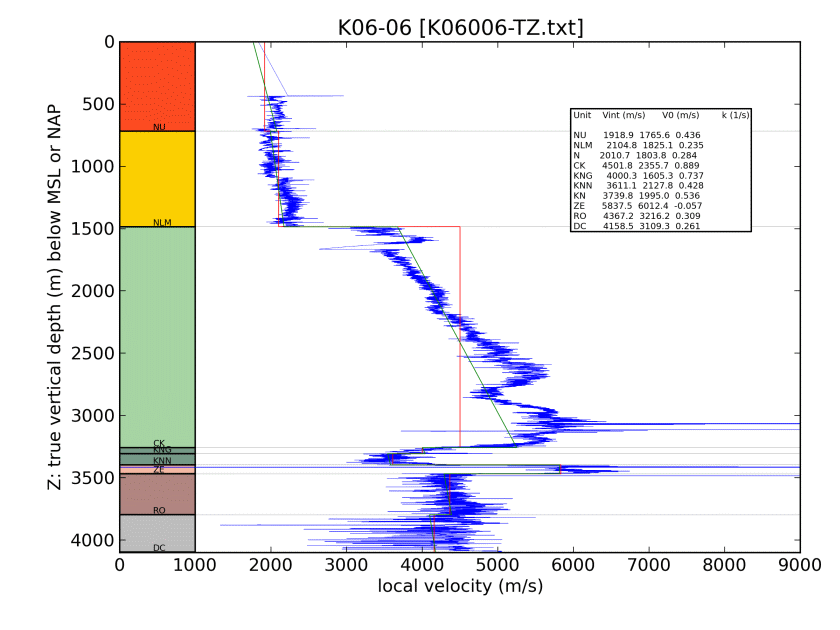 K06-06 [K06006-TZ.txt]
Z: true vertical depth (m) below MSL or NAP
0
500
1000
1500
2000
2500
3000
3500
4000
NU
NLM
CK
KNG
KNN
ZE
RO
DC
Unit Vint (m/s) V0 (m/s) k (1/s)
NU 1918.9 1765.6 0.436
NLM 2104.8 1825.1 0.235
N 2010.7 1803.8 0.284
CK 4501.8 2355.7 0.889
KNG 4000.3 1605.3 0.737
KNN 3611.1 2127.8 0.428
KN 3739.8 1995.0 0.536
ZE 5837.5 6012.4 -0.057
RO 4367.2 3216.2 0.309
DC 4158.5 3109.3 0.261
0 1000 2000 3000 4000 5000 6000 7000 8000 9000
local velocity (m/s)